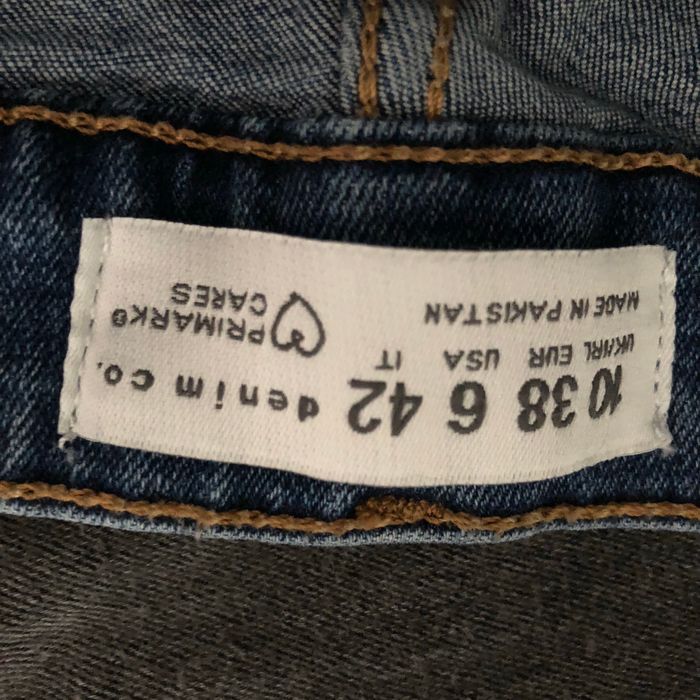 10 38 6 42
UK/IRL EUR USA IT
MADE IN PAKISTAN
denim co.
PRIMARK®
CARES